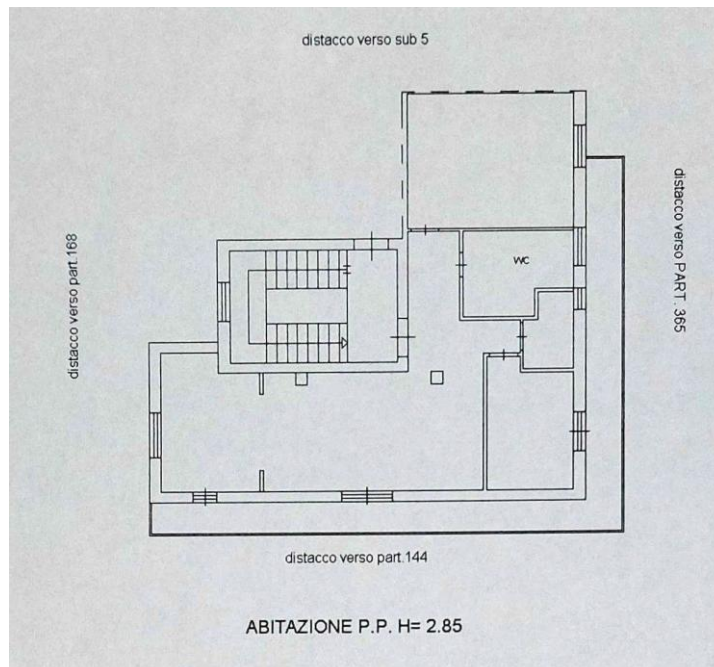 distacco verso sub 5
distacco verso part.168
WC
distacco verso PART. 365
distacco verso part.144
ABITAZIONE P.P. H= 2.85